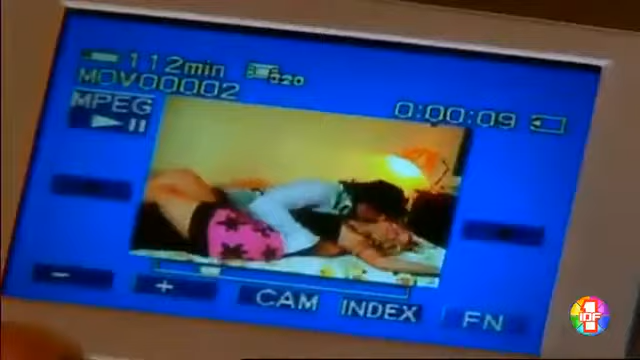 112min
320
MOV00002
0:00:09
MPEG
- + CAM INDEX FN
IDF